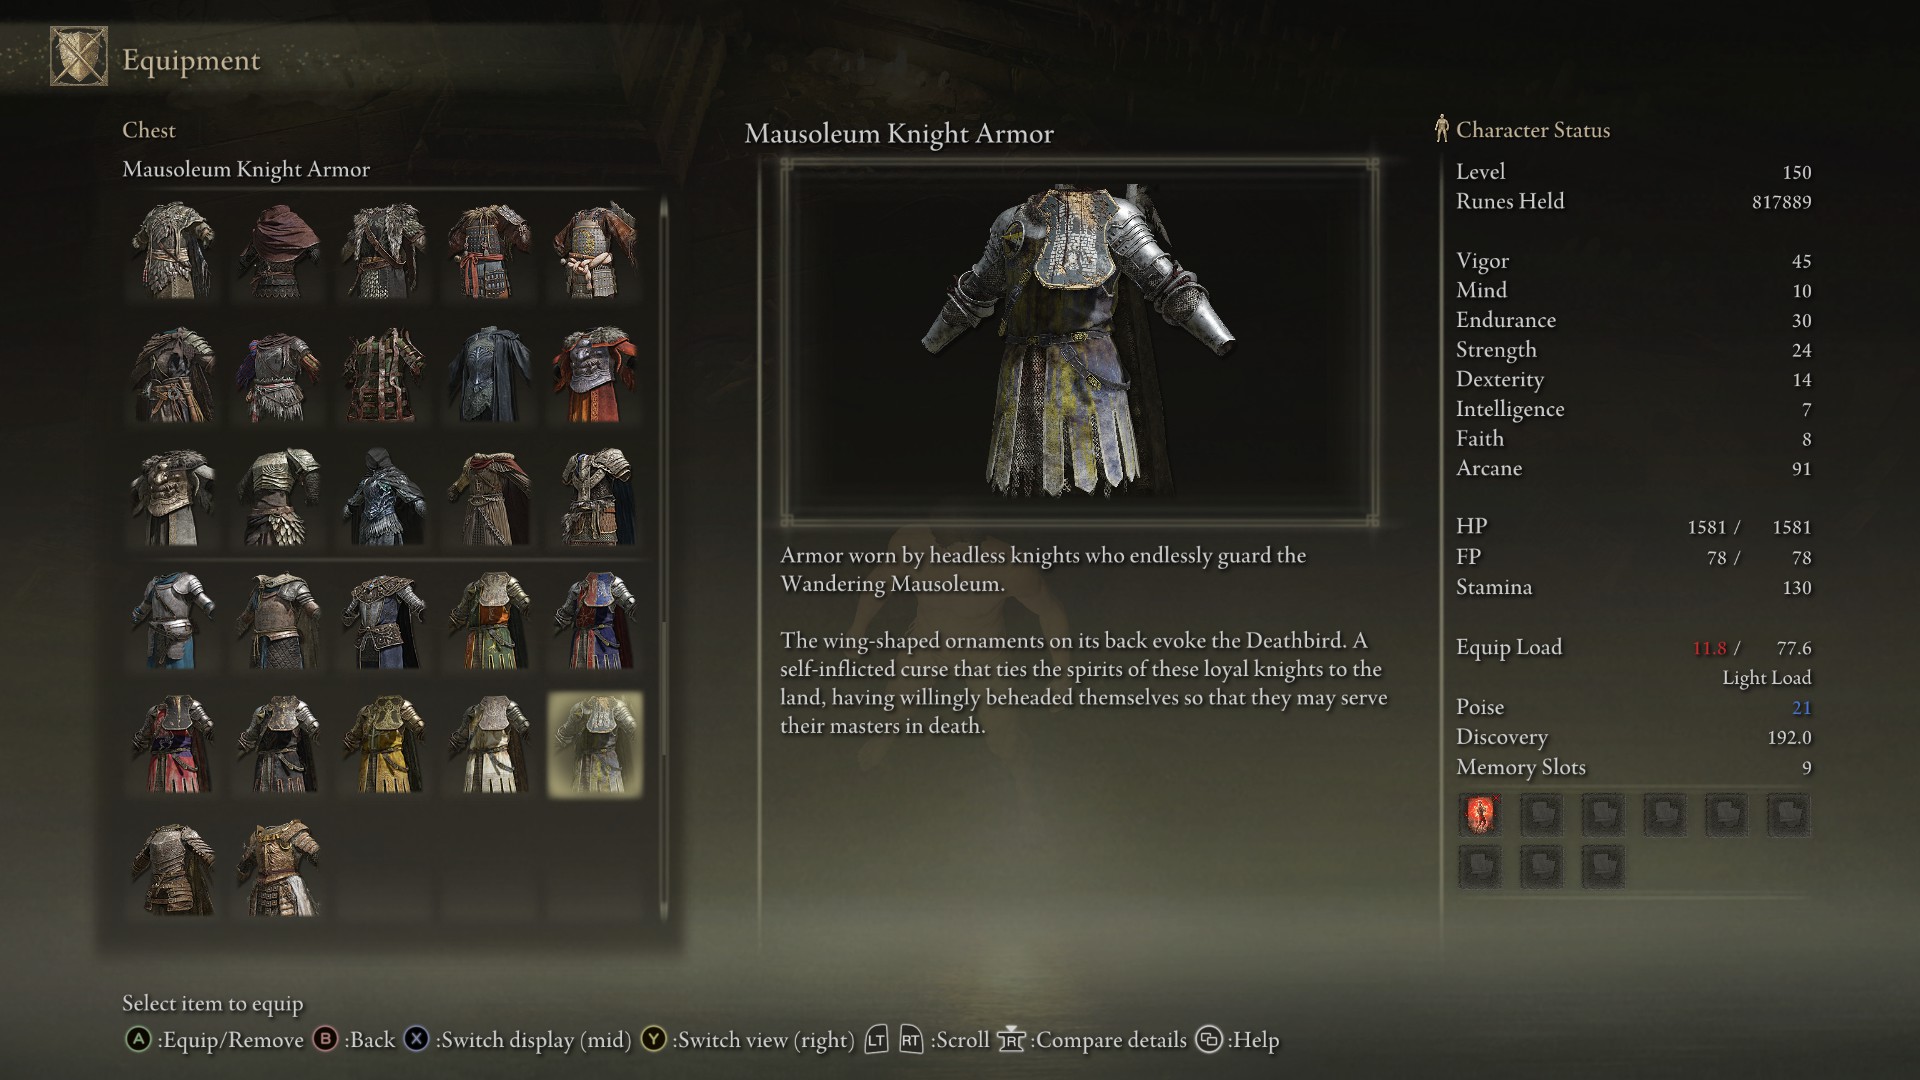 Equipment
Chest
Mausoleum Knight Armor
Mausoleum Knight Armor
Armor worn by headless knights who endlessly guard the
Wandering Mausoleum.
The wing-shaped ornaments on its back evoke the Deathbird. A
self-inflicted curse that ties the spirits of these loyal knights to the
land, having willingly beheaded themselves so that they may serve
their masters in death.
Character Status
Level 150
Runes Held 817889
Vigor 45
Mind 10
Endurance 30
Strength 24
Dexterity 14
Intelligence 7
Faith 8
Arcane 91
HP 1581 / 1581
FP 78 / 78
Stamina 130
Equip Load 11.8 / 77.6
Light Load
Poise 21
Discovery 192.0
Memory Slots 9
Select item to equip
A :Equip/Remove B :Back X :Switch display (mid) Y :Switch view (right) LT RT :Scroll R :Compare details :Help